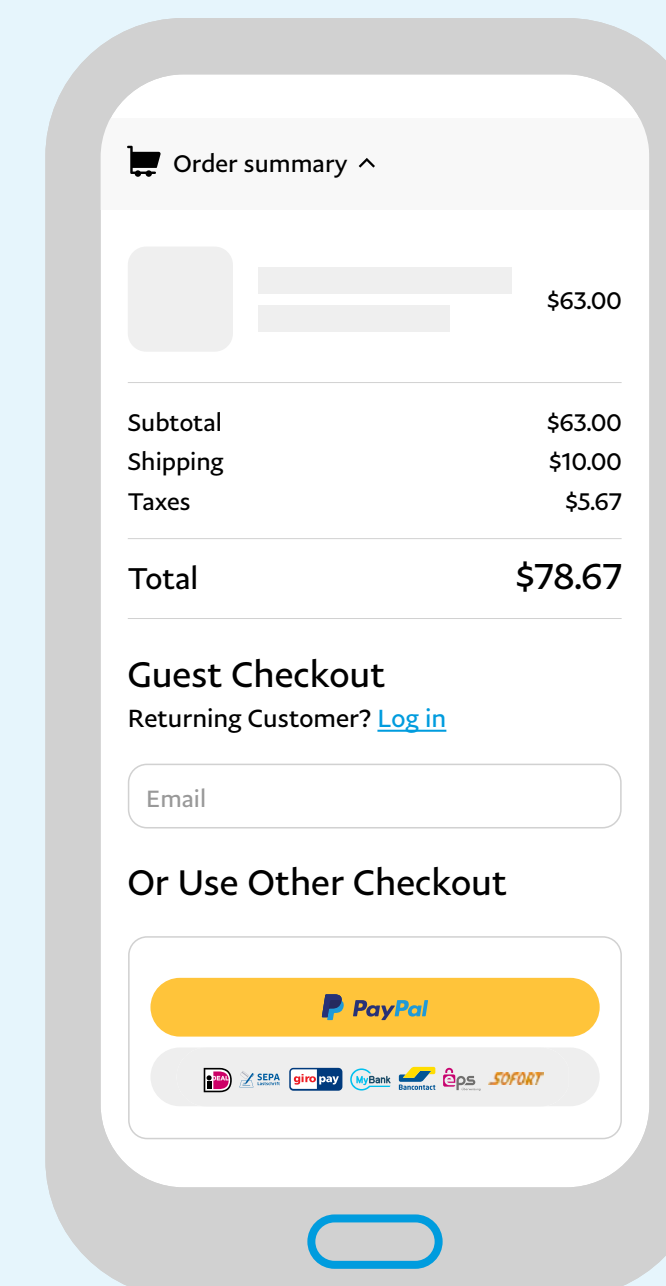 Order summary
$63.00
Subtotal $63.00
Shipping $10.00
Taxes $5.67
Total $78.67
Guest Checkout
Returning Customer? Log in
Email
Or Use Other Checkout
PayPal
iDEAL SEPA Lastschrift giropay MyBank Bancontact eps SOFORT